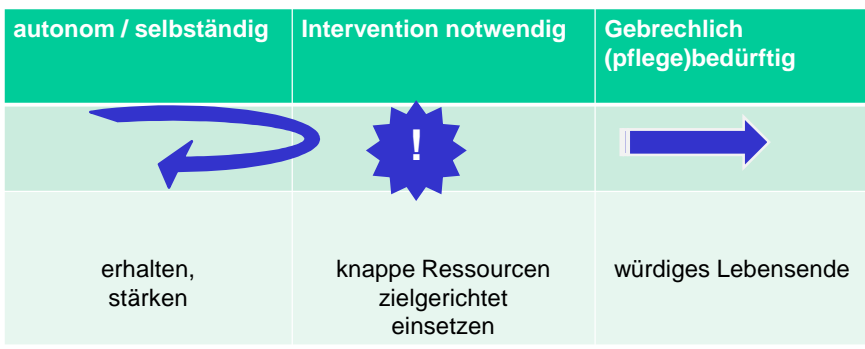 autonom / selbständig
Intervention notwendig
Gebrechlich
(pflege)bedürftig
!
erhalten,
stärken
knappe Ressourcen
zielgerichtet
einsetzen
würdiges Lebensende